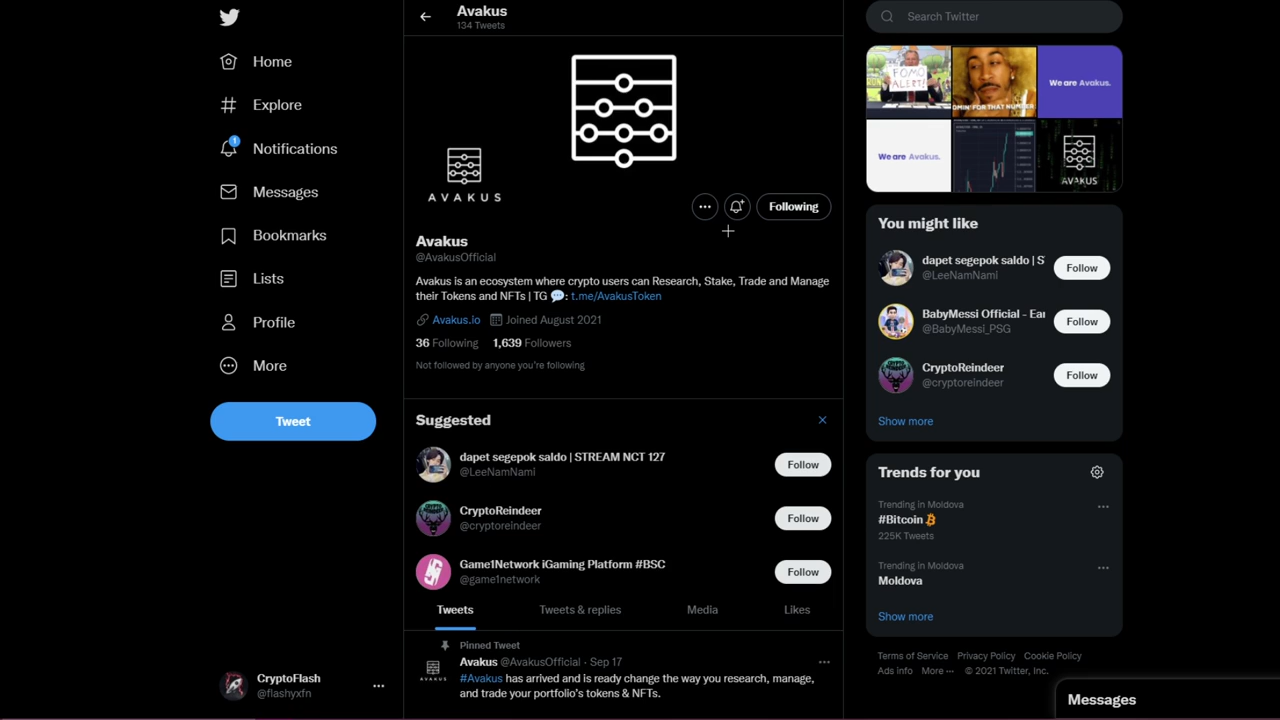 Home
Explore
1
Notifications
Messages
Bookmarks
Lists
Profile
More
Tweet
CryptoFlash
@flashyxfn
Avakus
134 Tweets
AVAKUS
Following
Avakus
@AvakusOfficial
Avakus is an ecosystem where crypto users can Research, Stake, Trade and Manage
their Tokens and NFTs | TG 💬: t.me/AvakusToken
Avakus.io Joined August 2021
36 Following 1,639 Followers
Not followed by anyone you're following
Suggested
dapet segepok saldo | STREAM NCT 127
@LeeNamNami
Follow
CryptoReindeer
@cryptoreindeer
Follow
Game1Network iGaming Platform #BSC
@game1network
Follow
Tweets Tweets & replies Media Likes
Pinned Tweet
Avakus @AvakusOfficial · Sep 17
#Avakus has arrived and is ready change the way you research, manage,
and trade your portfolio's tokens & NFTs.
AVAKUS
Search Twitter
FOMO
ALERT!
OMIN' FOR THAT NUMBER
We are Avakus.
We are Avakus.
AVAKUS
You might like
dapet segepok saldo | S
@LeeNamNami
Follow
BabyMessi Official - Ear
@BabyMessi_PSG
Follow
CryptoReindeer
@cryptoreindeer
Follow
Show more
Trends for you
Trending in Moldova
#Bitcoin
225K Tweets
Trending in Moldova
Moldova
Show more
Terms of Service Privacy Policy Cookie Policy
Ads info More ··· © 2021 Twitter, Inc.
Messages